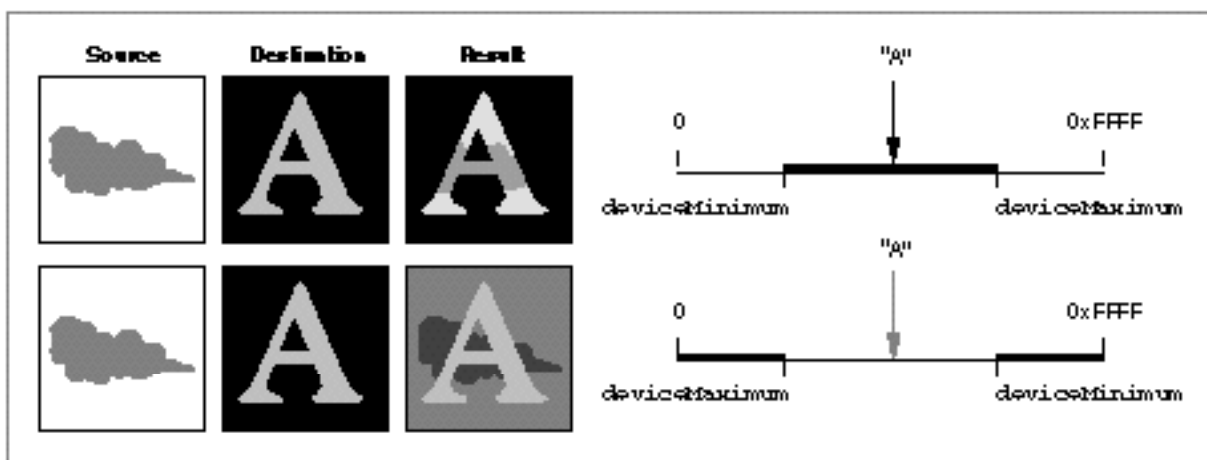 Source Destination Result
A A
A A
"A"
0 0xFFFF
deviceMinimum deviceMaximum
"A"
0 0xFFFF
deviceMaximum deviceMinimum